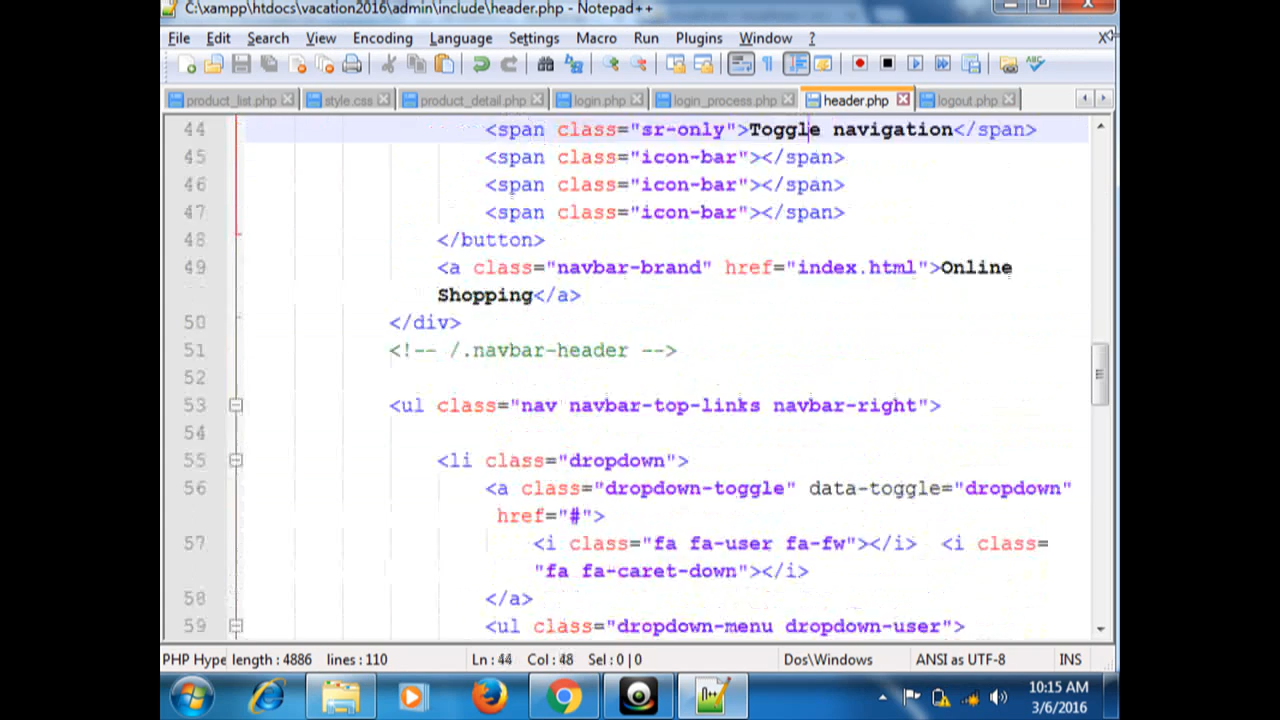 C:\xampp\htdocs\vacation2016\admin\include\header.php - Notepad++
File Edit Search View Encoding Language Settings Macro Run Plugins Window ? X
product_list.php style.css product_detail.php login.php login_process.php header.php logout.php
44 <span class="sr-only">Toggle navigation</span>
45 <span class="icon-bar"></span>
46 <span class="icon-bar"></span>
47 <span class="icon-bar"></span>
48 </button>
49 <a class="navbar-brand" href="index.html">Online
Shopping</a>
50 </div>
51 <!-- /.navbar-header -->
52
53 <ul class="nav navbar-top-links navbar-right">
54
55 <li class="dropdown">
56 <a class="dropdown-toggle" data-toggle="dropdown"
href="#">
57 <i class="fa fa-user fa-fw"></i> <i class=
"fa fa-caret-down"></i>
58 </a>
59 <ul class="dropdown-menu dropdown-user">
PHP Hype length : 4886 lines : 110 Ln : 44 Col : 48 Sel : 0 | 0 Dos\Windows ANSI as UTF-8 INS
10:15 AM
3/6/2016